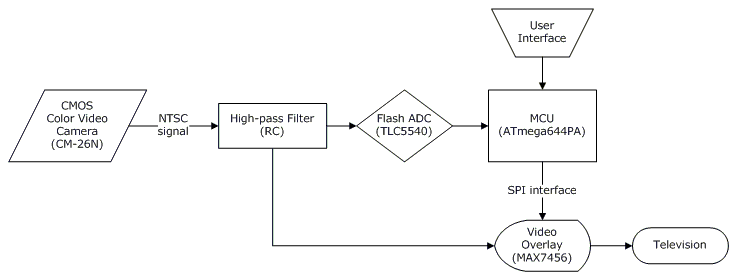 User
Interface
CMOS
Color Video
Camera
(CM-26N)
NTSC
signal
High-pass Filter
(RC)
Flash ADC
(TLC5540)
MCU
(ATmega644PA)
SPI interface
Video
Overlay
(MAX7456)
Television